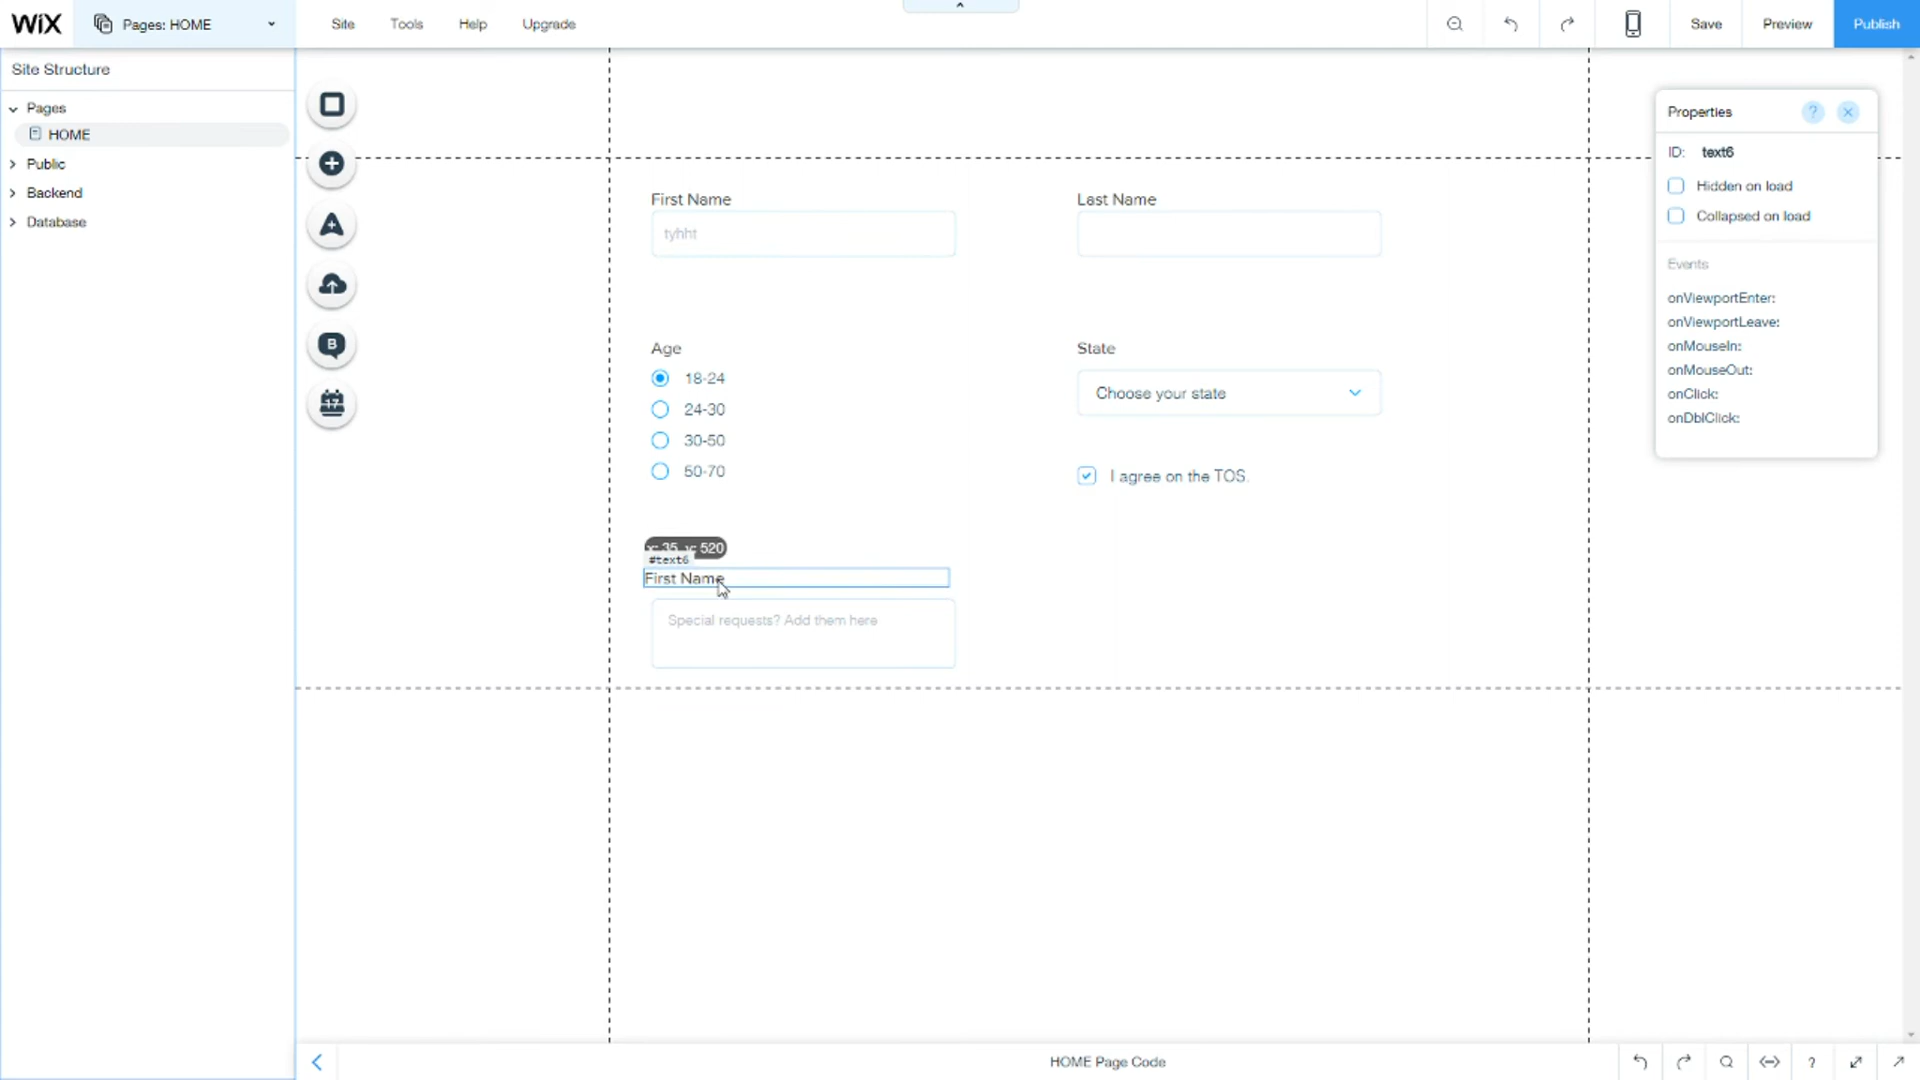 WiX
Pages: HOME
Site
Tools
Help
Upgrade
Save
Preview
Publish
Site Structure
Pages
HOME
Public
Backend
Database
B
17
First Name
tyhht
Last Name
Age
18-24
24-30
30-50
50-70
State
Choose your state
I agree on the TOS.
x: 35, y: 520
#text6
First Name
Special requests? Add them here
Properties
?
ID: text6
Hidden on load
Collapsed on load
Events
onViewportEnter:
onViewportLeave:
onMouseIn:
onMouseOut:
onClick:
onDblClick:
HOME Page Code
?